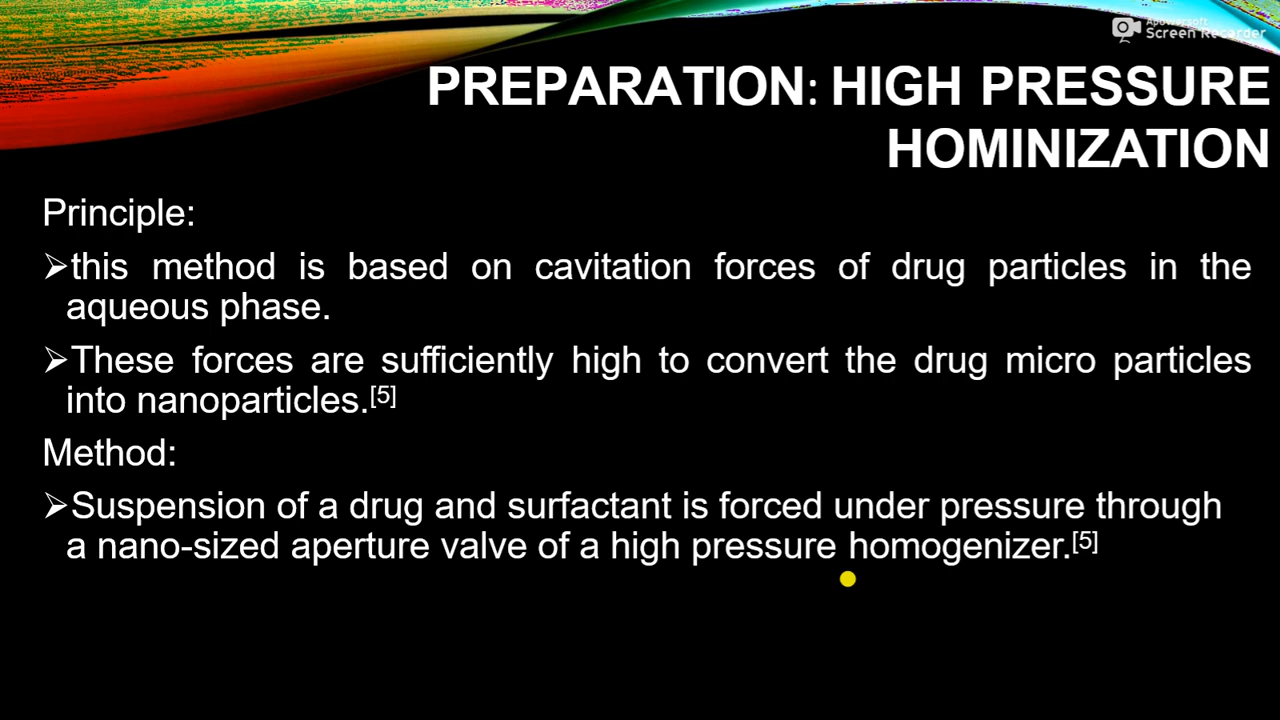 Apowersoft
Screen Recorder
PREPARATION: HIGH PRESSURE
HOMINIZATION
Principle:
➢this method is based on cavitation forces of drug particles in the
aqueous phase.
➢These forces are sufficiently high to convert the drug micro particles
into nanoparticles.[5]
Method:
➢Suspension of a drug and surfactant is forced under pressure through
a nano-sized aperture valve of a high pressure homogenizer.[5]